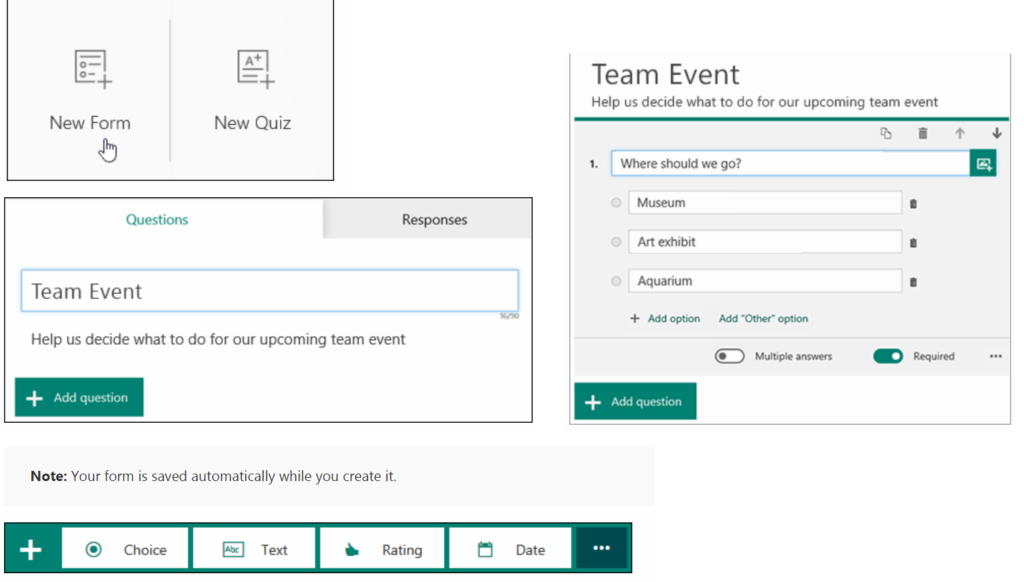 New Form
New Quiz
Questions
Responses
Team Event
Help us decide what to do for our upcoming team event
Add question
Team Event
Help us decide what to do for our upcoming team event
1.
Where should we go?
Museum
Art exhibit
Aquarium
Add option
Add "Other" option
Multiple answers
Required
Add question
Note: Your form is saved automatically while you create it.
Choice
Abc
Text
Rating
Date